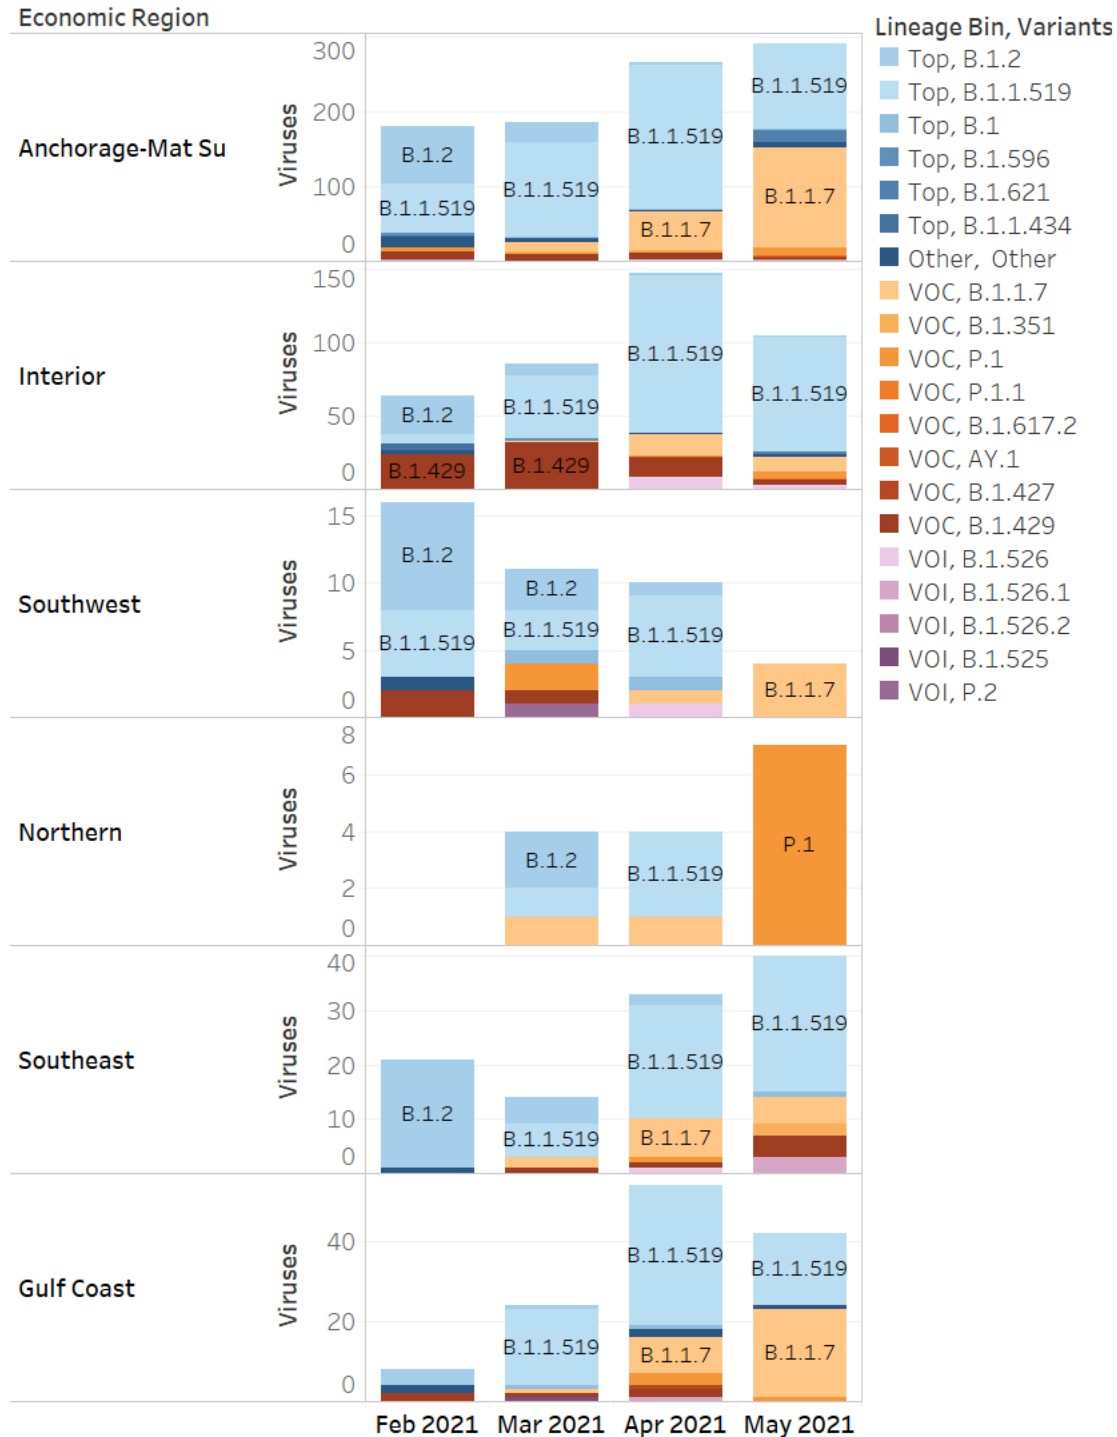 Economic Region
Lineage Bin, Variants
Top, B.1.2
Top, B.1.1.519
Top, B.1
Top, B.1.596
Top, B.1.621
Top, B.1.1.434
Other, Other
VOC, B.1.1.7
VOC, B.1.351
VOC, P.1
VOC, P.1.1
VOC, B.1.617.2
VOC, AY.1
VOC, B.1.427
VOC, B.1.429
VOI, B.1.526
VOI, B.1.526.1
VOI, B.1.526.2
VOI, B.1.525
VOI, P.2
Anchorage-Mat Su
Viruses
300
200
100
0
B.1.2
B.1.1.519
B.1.1.519
B.1.1.519
B.1.1.7
B.1.1.519
B.1.1.7
Interior
Viruses
150
100
50
0
B.1.2
B.1.429
B.1.1.519
B.1.429
B.1.1.519
B.1.1.519
Southwest
Viruses
15
10
5
0
B.1.2
B.1.1.519
B.1.2
B.1.1.519
B.1.1.519
B.1.1.7
Northern
Viruses
8
6
4
2
0
B.1.2
B.1.1.519
P.1
Southeast
Viruses
40
30
20
10
0
B.1.2
B.1.1.519
B.1.1.519
B.1.1.7
B.1.1.519
Gulf Coast
Viruses
40
20
0
B.1.1.519
B.1.1.519
B.1.1.7
B.1.1.519
B.1.1.7
Feb 2021 Mar 2021 Apr 2021 May 2021